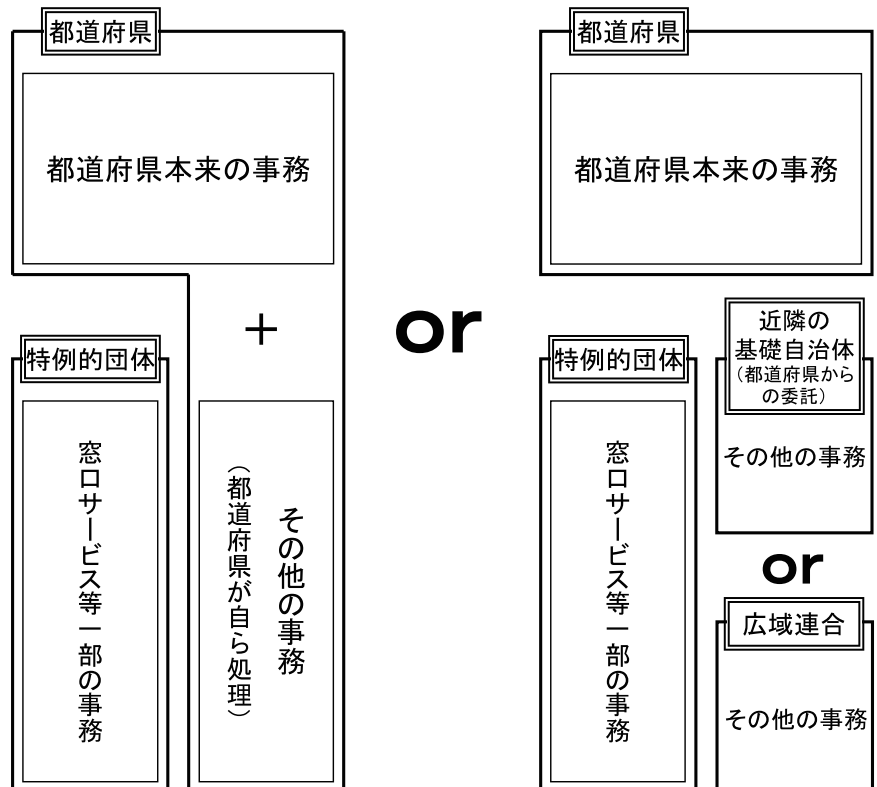 都道府県
都道府県本来の事務
+
特例的団体
窓口サービス等一部の事務
その他の事務
（都道府県が自ら処理）
or
都道府県
都道府県本来の事務
特例的団体
窓口サービス等一部の事務
近隣の
基礎自治体
（都道府県から
の委託）
その他の事務
or
広域連合
その他の事務